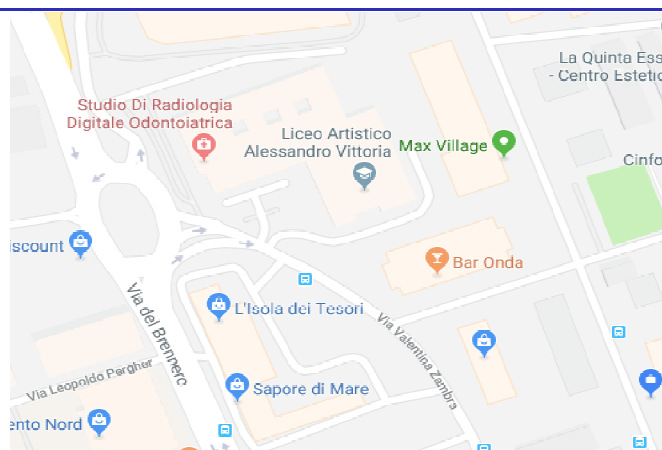 La Quinta Ess
- Centro Estetic
Studio Di Radiologia
Digitale Odontoiatrica
Liceo Artistico
Alessandro Vittoria
Max Village
Cinfo
iscount
Bar Onda
Via del Brennero
L'Isola dei Tesori
Via Valentina Zambra
Via Leopoldo Pergher
Sapore di Mare
ento Nord